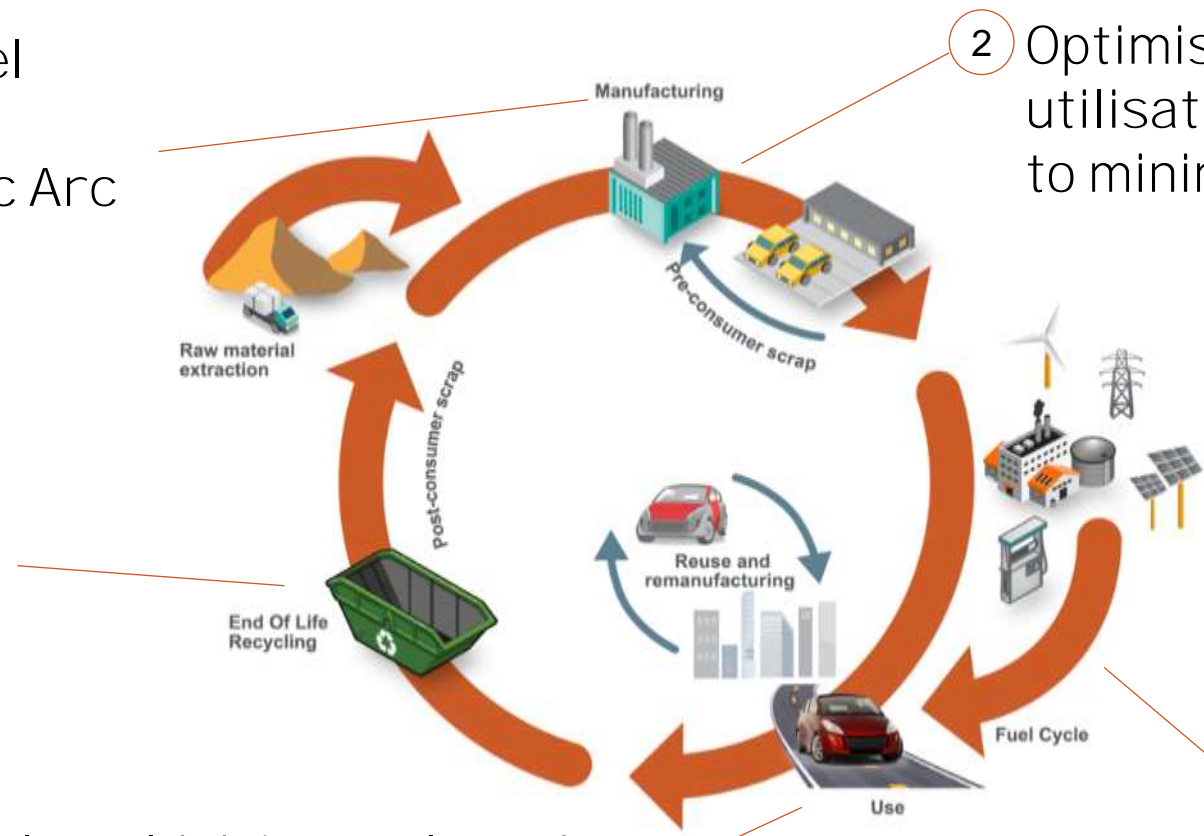 2
Optimis
utilisat
to minin
el
c Arc
Manufacturing
Pre-consumer scrap
Raw material
extraction
Post-consumer scrap
Reuse and
remanufacturing
End Of Life
Recycling
Fuel Cycle
Use